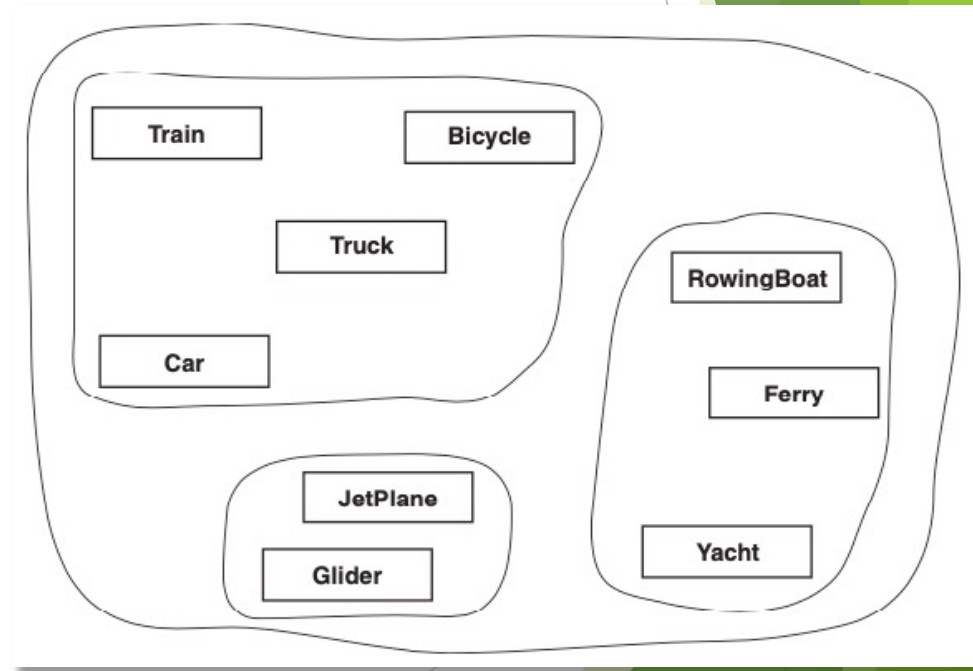 Train
Bicycle
Truck
Car
RowingBoat
Ferry
Yacht
JetPlane
Glider